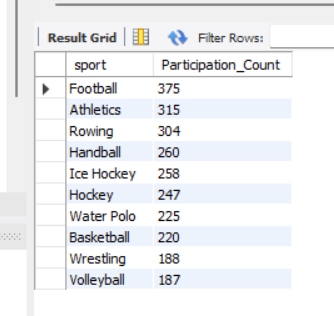 Result Grid Filter Rows:
sport Participation_Count
Football 375
Athletics 315
Rowing 304
Handball 260
Ice Hockey 258
Hockey 247
Water Polo 225
Basketball 220
Wrestling 188
Volleyball 187